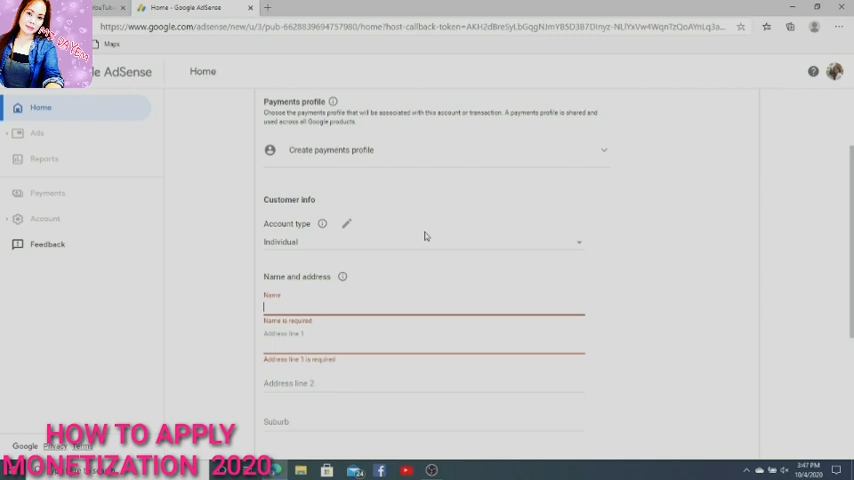 YouTub
Home - Google AdSense
https://www.google.com/adsense/new/u/3/pub-6628839694757980/home?host-callback-token=
Maps
MS DAYEn
gle AdSense
Home
Home
Ads
Reports
Payments
Account
Feedback
Payments profile
Choose the payments profile that will be associated with this account or transaction. A payments profile is shared and
used across all Google products.
Create payments profile
Customer info
Account type
Individual
Name and address
Name
Name is required
Address line 1
Address line 1 is required
Address line 2
Suburb
Google Privacy Terms
HOW TO APPLY
MONETIZATION 2020
24
3:47 PM
10/4/2020